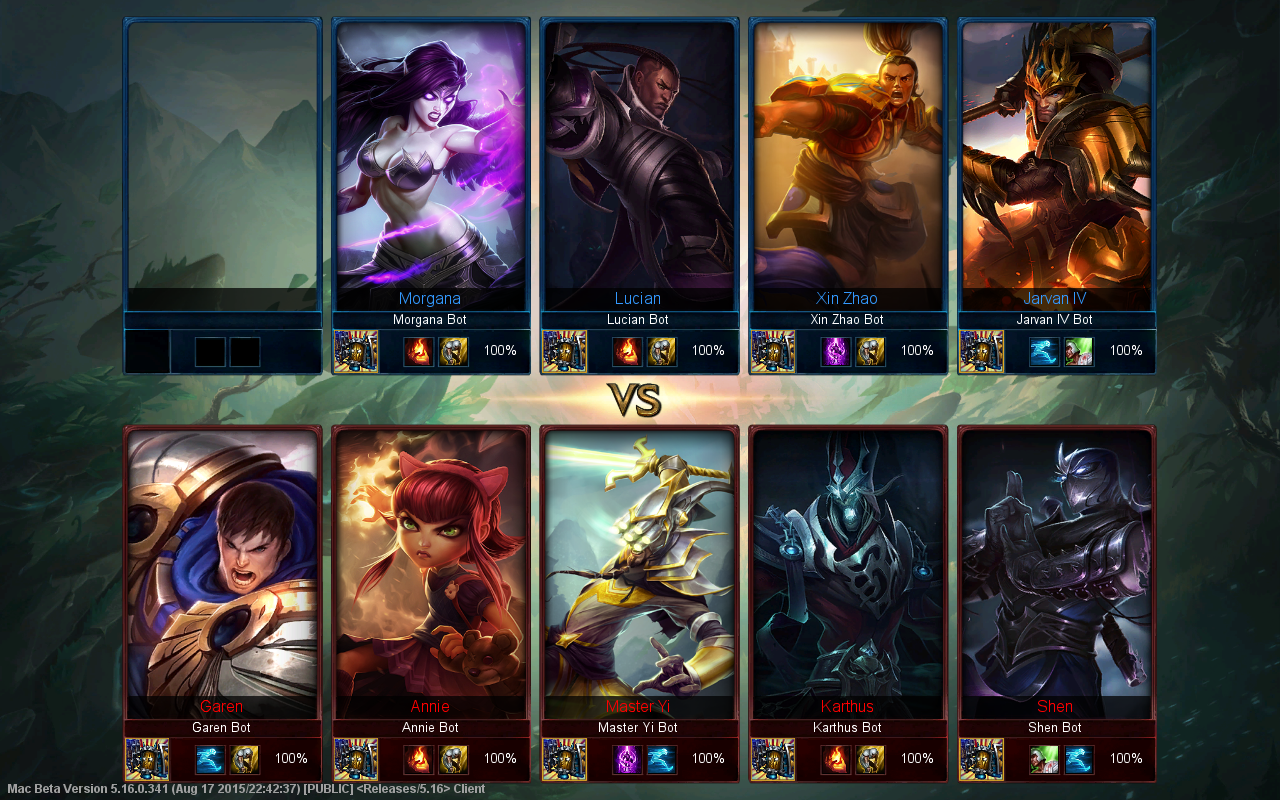 Morgana
Lucian
Xin Zhao
Jarvan IV
Morgana Bot
Lucian Bot
Xin Zhao Bot
Jarvan IV Bot
100%
100%
100%
100%
VS
Garen
Annie
Master Yi
Karthus
Shen
Garen Bot
Annie Bot
Master Yi Bot
Karthus Bot
Shen Bot
100%
100%
100%
100%
100%
Mac Beta Version 5.16.0.341 (Aug 17 2015/22:42:37) [PUBLIC] <Releases/5.16> Client